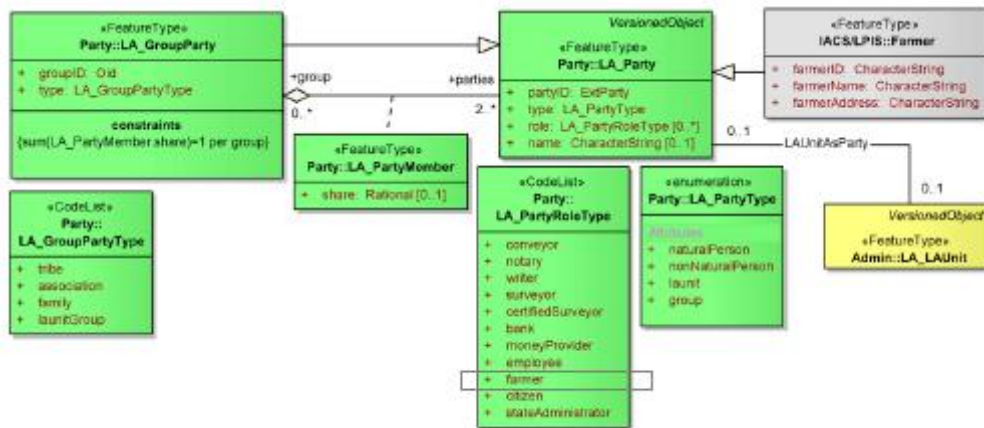 «FeatureType»
Party::LA_GroupParty
+ groupID: Oid
+ type: LA_GroupPartyType
constraints
{sum(LA_PartyMember.share)=1 per group}
+group
0..*
+parties
2..*
VersionedObject
«FeatureType»
Party::LA_Party
+ partyID: ExtParty
+ type: LA_PartyType
+ role: LA_PartyRoleType [0..*]
+ name: CharacterString [0..1]
«FeatureType»
IACS/LPIS::Farmer
+ farmerID: CharacterString
+ farmerName: CharacterString
+ farmerAddress: CharacterString
0..1
LAUnitAsParty
0..1
«FeatureType»
Party::LA_PartyMember
+ share: Rational [0..1]
«CodeList»
Party::
LA_GroupPartyType
+ tribe
+ association
+ family
+ launitGroup
«CodeList»
Party::
LA_PartyRoleType
+ conveyor
+ notary
+ writer
+ surveyor
+ certifiedSurveyor
+ bank
+ moneyProvider
+ employee
+ farmer
+ citizen
+ stateAdministrator
«enumeration»
Party::LA_PartyType
Attributes
+ naturalPerson
+ nonNaturalPerson
+ launit
+ group
VersionedObject
«FeatureType»
Admin::LA_LAUnit